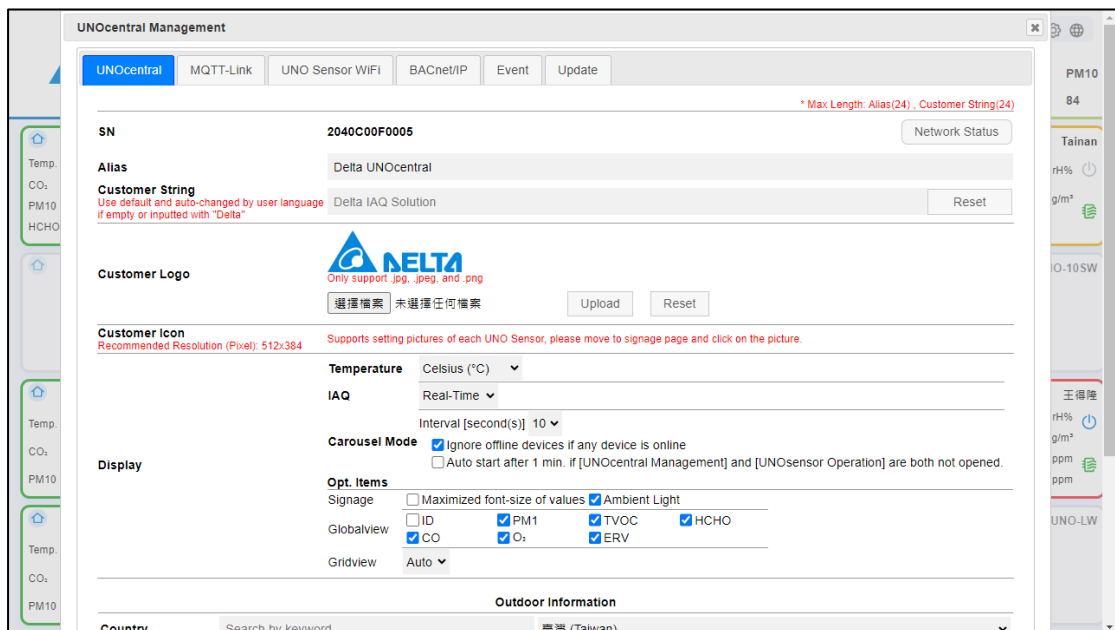 UNOcentral Management
UNOcentral MQTT-Link UNO Sensor WiFi BACnet/IP Event Update
* Max Length: Alias(24) , Customer String(24)
SN 2040C00F0005 Network Status
Alias Delta UNOcentral
Customer String
Use default and auto-changed by user language
if empty or inputted with "Delta"
Delta IAQ Solution Reset
Customer Logo
DELTA
Only support .jpg, .jpeg, and .png
選擇檔案 未選擇任何檔案 Upload Reset
Customer Icon
Recommended Resolution (Pixel): 512x384
Supports setting pictures of each UNO Sensor, please move to signage page and click on the picture.
Display
Temperature Celsius (°C)
IAQ Real-Time
Interval [second(s)] 10
Carousel Mode
Ignore offline devices if any device is online
Auto start after 1 min. if [UNOcentral Management] and [UNOsensor Operation] are both not opened.
Opt. Items
Signage Maximized font-size of values Ambient Light
Globalview ID PM1 TVOC HCHO
CO O₃ ERV
Gridview Auto
Outdoor Information
Country Search by keyword 臺灣 (Taiwan)
Temp.
CO₂
PM10
HCHO
Temp.
CO₂
PM10
Temp.
CO₂
PM10
PM10
84
Tainan
rH%
g/m³
O-10SW
王得隆
rH%
g/m³
ppm
ppm
UNO-LW